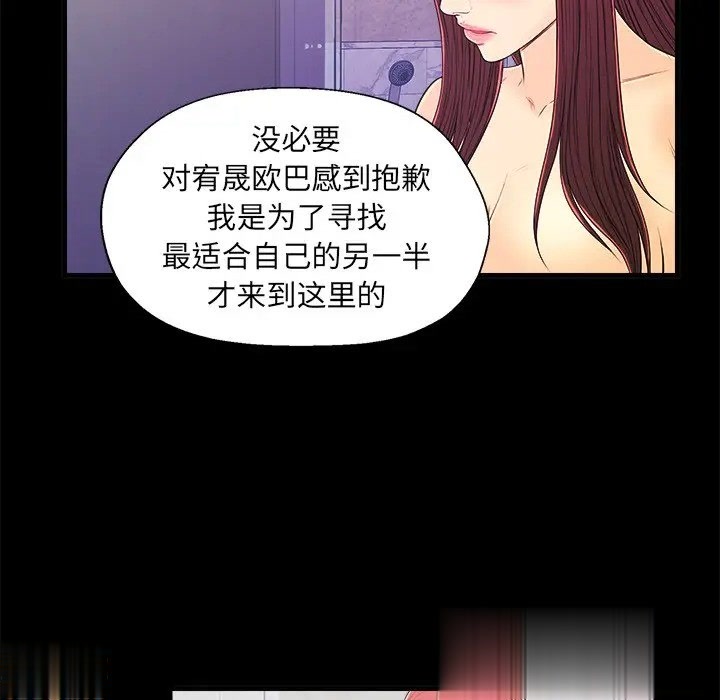 没必要
对宥晟欧巴感到抱歉
我是为了寻找
最适合自己的另一半
才来到这里的